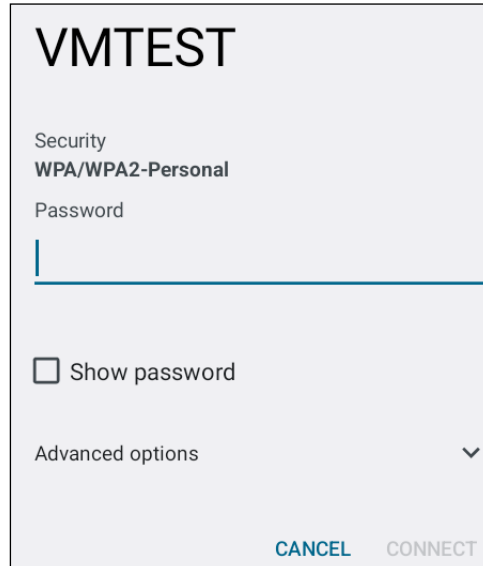 VMTEST
Security
WPA/WPA2-Personal
Password
Show password
Advanced options
CANCEL CONNECT